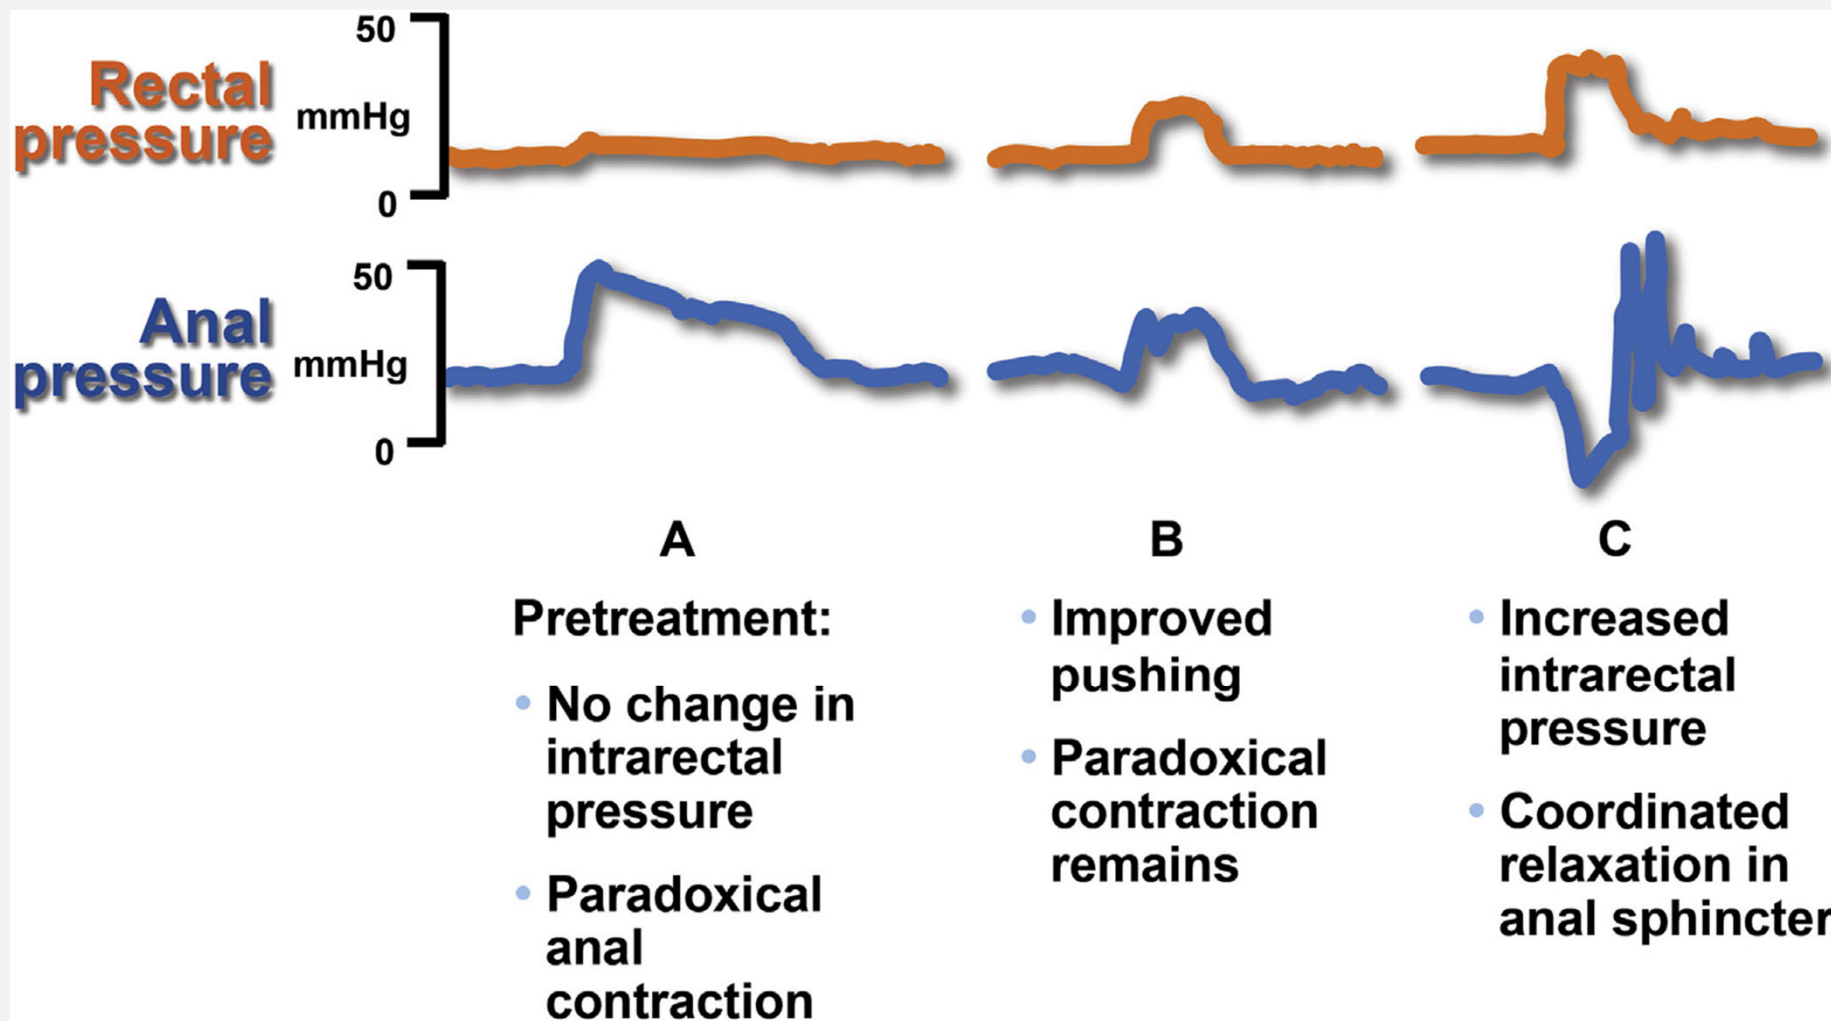 50
Rectal
pressure
mmHg
0
50
Anal
pressure
mmHg
0
A
Pretreatment:
• No change in
intrarectal
pressure
• Paradoxical
anal
contraction
B
• Improved
pushing
• Paradoxical
contraction
remains
C
• Increased
intrarectal
pressure
• Coordinated
relaxation in
anal sphincter